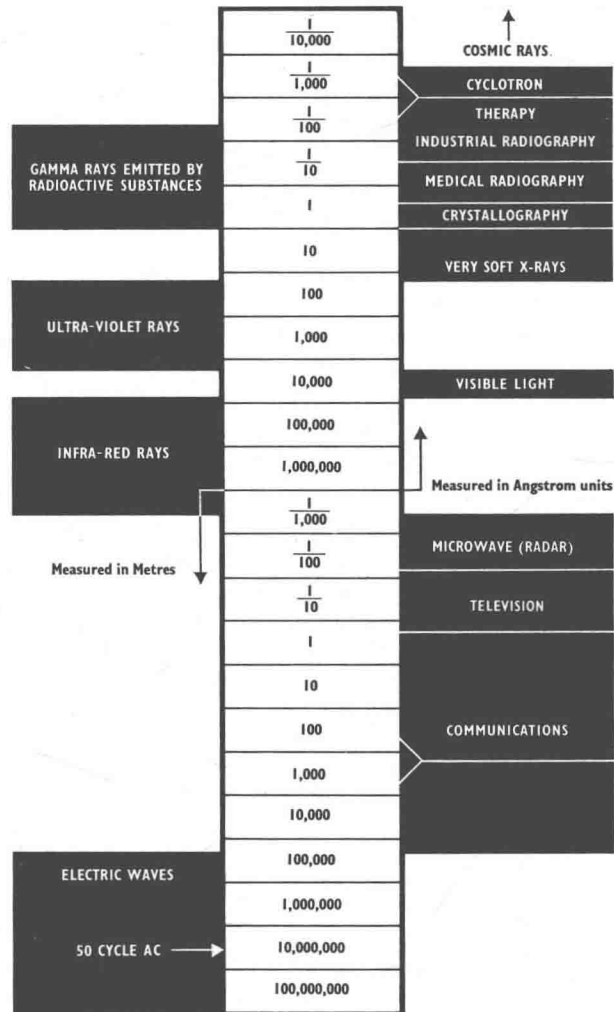 1/10,000
COSMIC RAYS.
1/1,000
CYCLOTRON
1/100
THERAPY
INDUSTRIAL RADIOGRAPHY
GAMMA RAYS EMITTED BY
RADIOACTIVE SUBSTANCES
1/10
MEDICAL RADIOGRAPHY
1
CRYSTALLOGRAPHY
10
VERY SOFT X-RAYS
100
ULTRA-VIOLET RAYS
1,000
10,000
VISIBLE LIGHT
100,000
INFRA-RED RAYS
1,000,000
Measured in Angstrom units
1/1,000
Measured in Metres
1/100
MICROWAVE (RADAR)
1/10
TELEVISION
1
10
100
COMMUNICATIONS
1,000
10,000
100,000
ELECTRIC WAVES
1,000,000
50 CYCLE AC
10,000,000
100,000,000